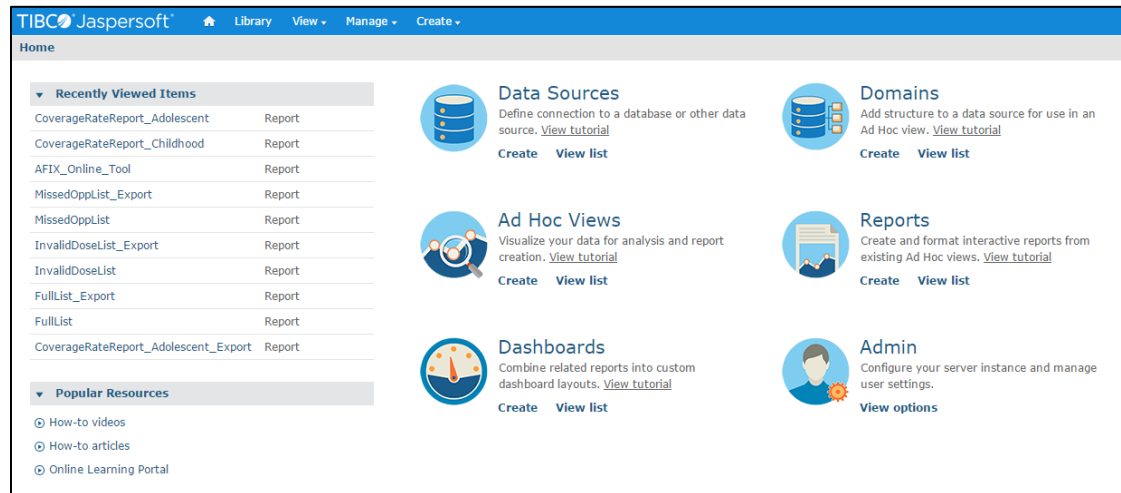 TIBCO Jaspersoft Library View Manage Create
Home
Recently Viewed Items
CoverageRateReport_Adolescent Report
CoverageRateReport_Childhood Report
AFIX_Online_Tool Report
MissedOppList_Export Report
MissedOppList Report
InvalidDoseList_Export Report
InvalidDoseList Report
FullList_Export Report
FullList Report
CoverageRateReport_Adolescent_Export Report
Popular Resources
How-to videos
How-to articles
Online Learning Portal
Data Sources
Define connection to a database or other data
source. View tutorial
Create View list
Domains
Add structure to a data source for use in an
Ad Hoc view. View tutorial
Create View list
Ad Hoc Views
Visualize your data for analysis and report
creation. View tutorial
Create View list
Reports
Create and format interactive reports from
existing Ad Hoc views. View tutorial
Create View list
Dashboards
Combine related reports into custom
dashboard layouts. View tutorial
Create View list
Admin
Configure your server instance and manage
user settings.
View options